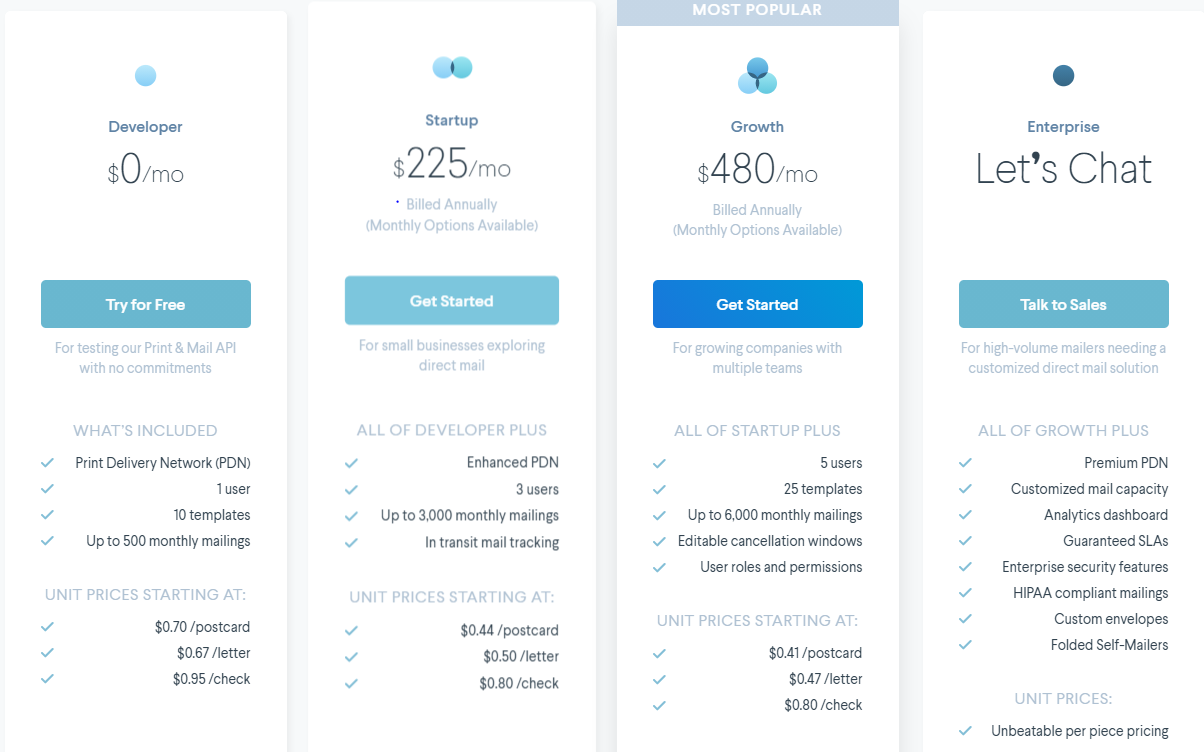 Developer
$0/mo
Try for Free
For testing our Print & Mail API
with no commitments
WHAT'S INCLUDED
Print Delivery Network (PDN)
1 user
10 templates
Up to 500 monthly mailings
UNIT PRICES STARTING AT:
$0.70 /postcard
$0.67 /letter
$0.95 /check
Startup
$225/mo
Billed Annually
(Monthly Options Available)
Get Started
For small businesses exploring
direct mail
ALL OF DEVELOPER PLUS
Enhanced PDN
3 users
Up to 3,000 monthly mailings
In transit mail tracking
UNIT PRICES STARTING AT:
$0.44 /postcard
$0.50 /letter
$0.80 /check
MOST POPULAR
Growth
$480/mo
Billed Annually
(Monthly Options Available)
Get Started
For growing companies with
multiple teams
ALL OF STARTUP PLUS
5 users
25 templates
Up to 6,000 monthly mailings
Editable cancellation windows
User roles and permissions
UNIT PRICES STARTING AT:
$0.41 /postcard
$0.47 /letter
$0.80 /check
Enterprise
Let’s Chat
Talk to Sales
For high-volume mailers needing a
customized direct mail solution
ALL OF GROWTH PLUS
Premium PDN
Customized mail capacity
Analytics dashboard
Guaranteed SLAs
Enterprise security features
HIPAA compliant mailings
Custom envelopes
Folded Self-Mailers
UNIT PRICES:
Unbeatable per piece pricing